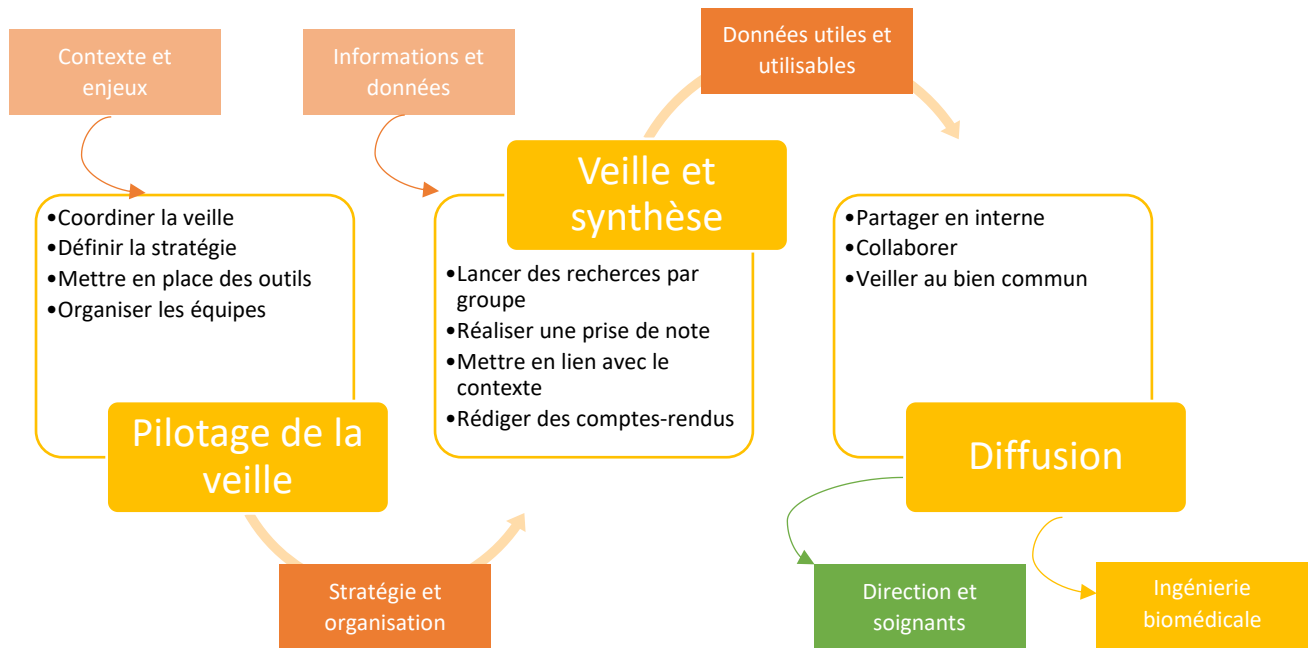 Contexte et
enjeux
Informations et
données
Données utiles et
utilisables
•Coordiner la veille
•Définir la stratégie
•Mettre en place des outils
•Organiser les équipes
Pilotage de la
veille
Veille et
synthèse
•Lancer des recherces par
groupe
•Réaliser une prise de note
•Mettre en lien avec le
contexte
•Rédiger des comptes-rendus
•Partager en interne
•Collaborer
•Veiller au bien commun
Diffusion
Stratégie et
organisation
Direction et
soignants
Ingénierie
biomédicale